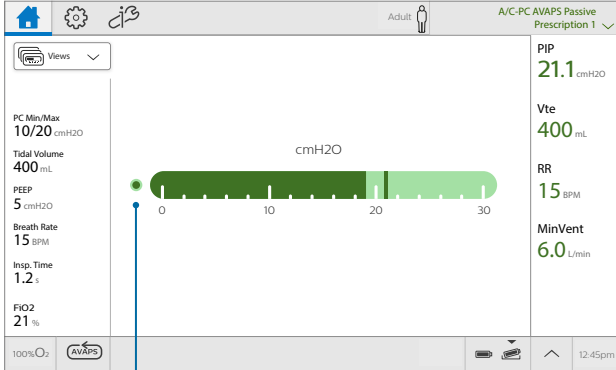 Adult
A/C-PC AVAPS Passive
Prescription 1
Views
PC Min/Max
10/20 cmH2O
Tidal Volume
400 mL
PEEP
5 cmH2O
Breath Rate
15 BPM
Insp. Time
1.2 s
FiO2
21 %
cmH2O
0 10 20 30
PIP
21.1 cmH2O
Vte
400 mL
RR
15 BPM
MinVent
6.0 L/min
100%O2
AVAPS
12:45pm